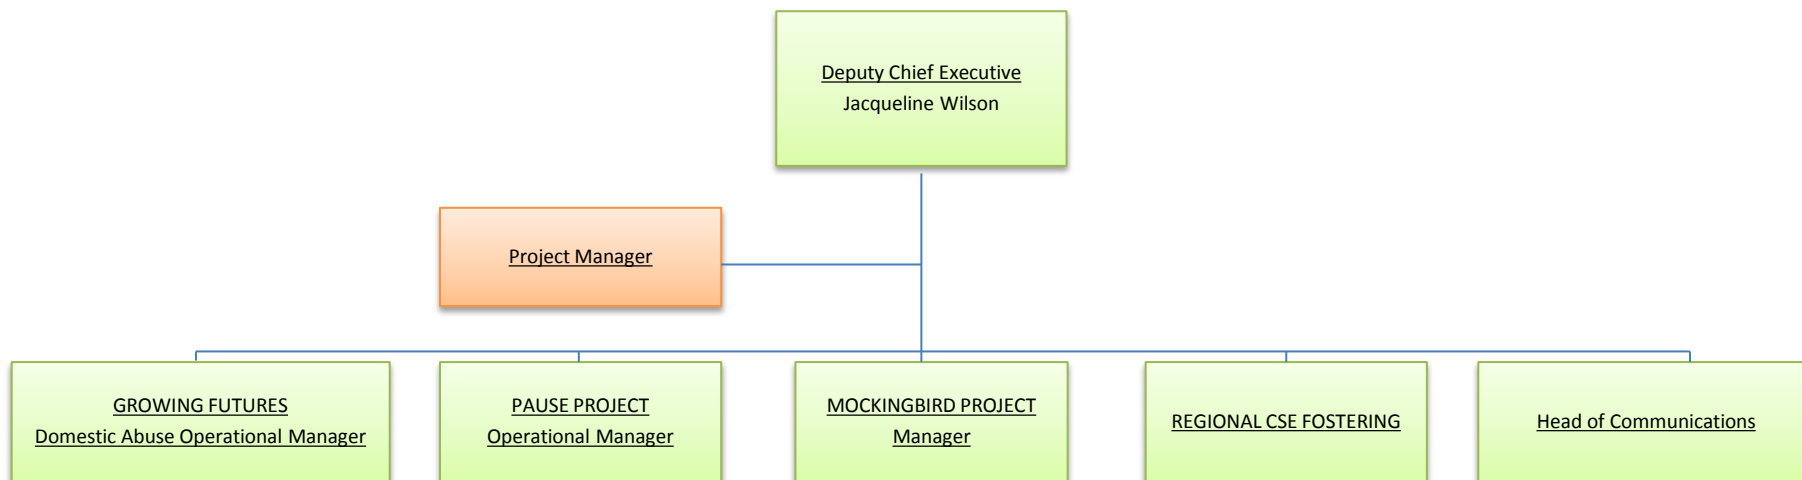 Deputy Chief Executive
Jacqueline Wilson
Project Manager
GROWING FUTURES
Domestic Abuse Operational Manager
PAUSE PROJECT
Operational Manager
MOCKINGBIRD PROJECT
Manager
REGIONAL CSE FOSTERING
Head of Communications